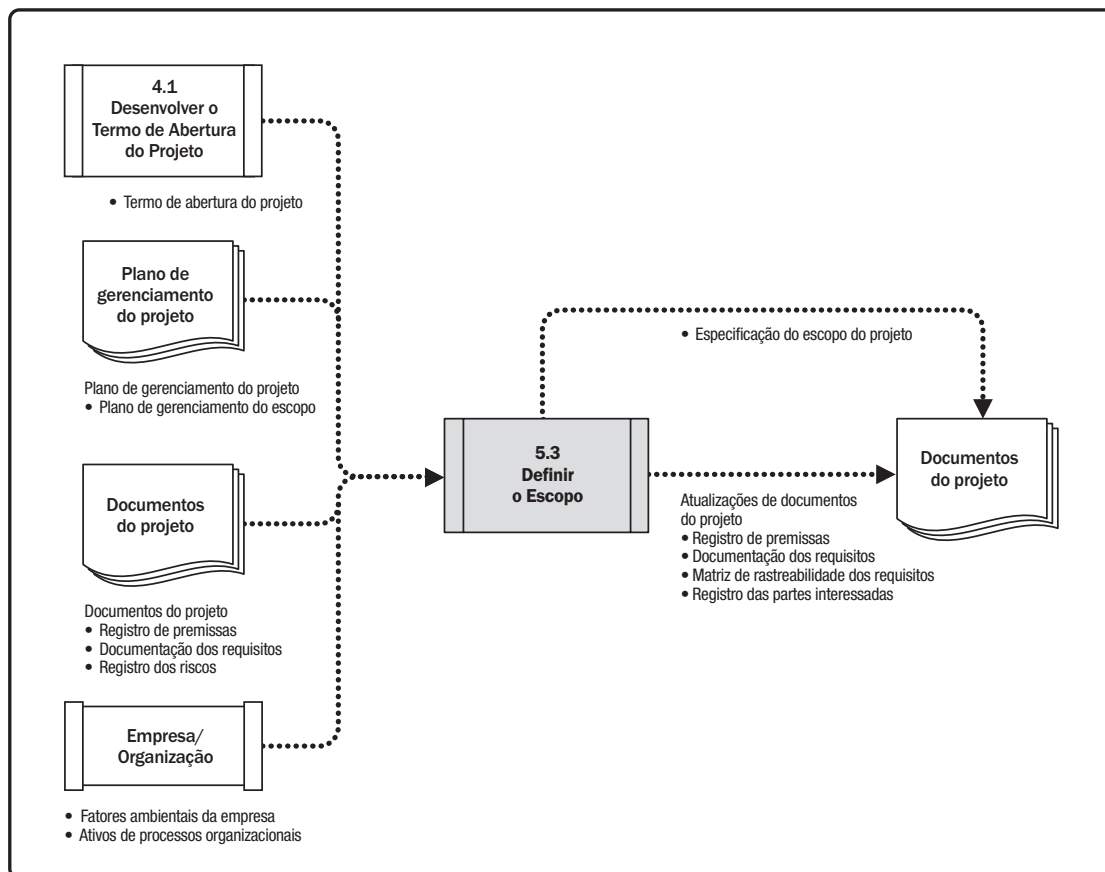 4.1
Desenvolver o
Termo de Abertura
do Projeto
• Termo de abertura do projeto
Plano de
gerenciamento
do projeto
Plano de gerenciamento do projeto
• Plano de gerenciamento do escopo
Documentos
do projeto
Documentos do projeto
• Registro de premissas
• Documentação dos requisitos
• Registro dos riscos
Empresa/
Organização
• Fatores ambientais da empresa
• Ativos de processos organizacionais
5.3
Definir
o Escopo
• Especificação do escopo do projeto
Atualizações de documentos
do projeto
• Registro de premissas
• Documentação dos requisitos
• Matriz de rastreabilidade dos requisitos
• Registro das partes interessadas
Documentos
do projeto